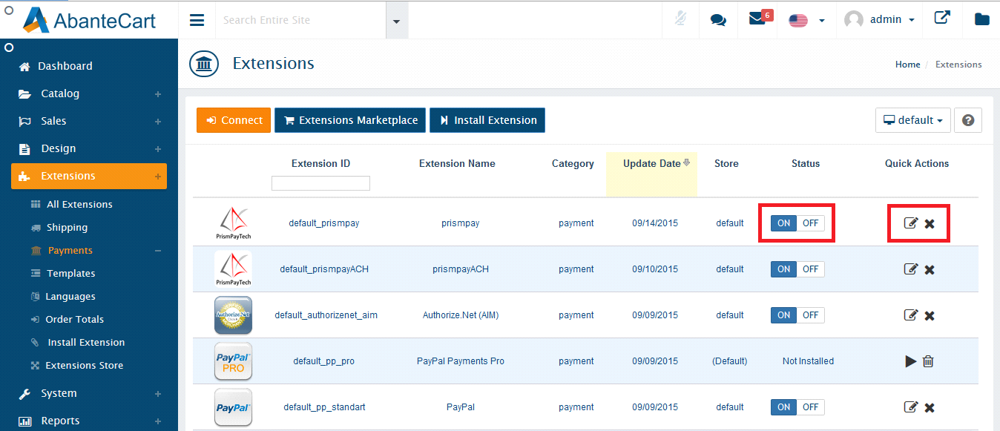 AbanteCart
Search Entire Site
6
admin
Dashboard
Catalog
Sales
Design
Extensions
All Extensions
Shipping
Payments
Templates
Languages
Order Totals
Install Extension
Extensions Store
System
Reports
Extensions
Home / Extensions
Connect
Extensions Marketplace
Install Extension
default
?
Extension ID Extension Name Category Update Date Store Status Quick Actions
PrismPayTech
default_prismpay prismpay payment 09/14/2015 default ON OFF
PrismPayTech
default_prismpayACH prismpayACH payment 09/10/2015 default ON OFF
Authorize.Net
default_authorizenet_aim Authorize.Net (AIM) payment 09/09/2015 default ON OFF
PayPal
PRO
default_pp_pro PayPal Payments Pro payment 09/09/2015 (Default) Not Installed
PayPal
default_pp_standart PayPal payment 09/09/2015 default ON OFF